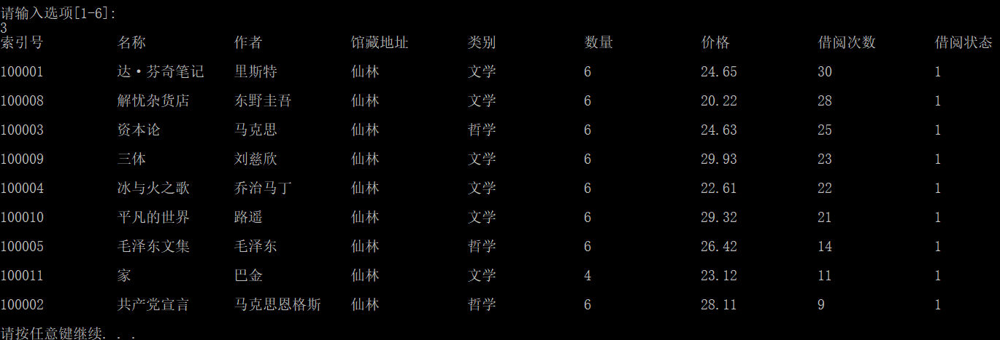 请输入选项[1-6]:
3
索引号 名称 作者 馆藏地址 类别 数量 价格 借阅次数 借阅状态
100001 达·芬奇笔记 里斯特 仙林 文学 6 24.65 30 1
100008 解忧杂货店 东野圭吾 仙林 文学 6 20.22 28 1
100003 资本论 马克思 仙林 哲学 6 24.63 25 1
100009 三体 刘慈欣 仙林 文学 6 29.93 23 1
100004 冰与火之歌 乔治马丁 仙林 文学 6 22.61 22 1
100010 平凡的世界 路遥 仙林 文学 6 29.32 21 1
100005 毛泽东文集 毛泽东 仙林 哲学 6 26.42 14 1
100011 家 巴金 仙林 文学 4 23.12 11 1
100002 共产党宣言 马克思恩格斯 仙林 哲学 6 28.11 9 1
请按任意键继续. . .